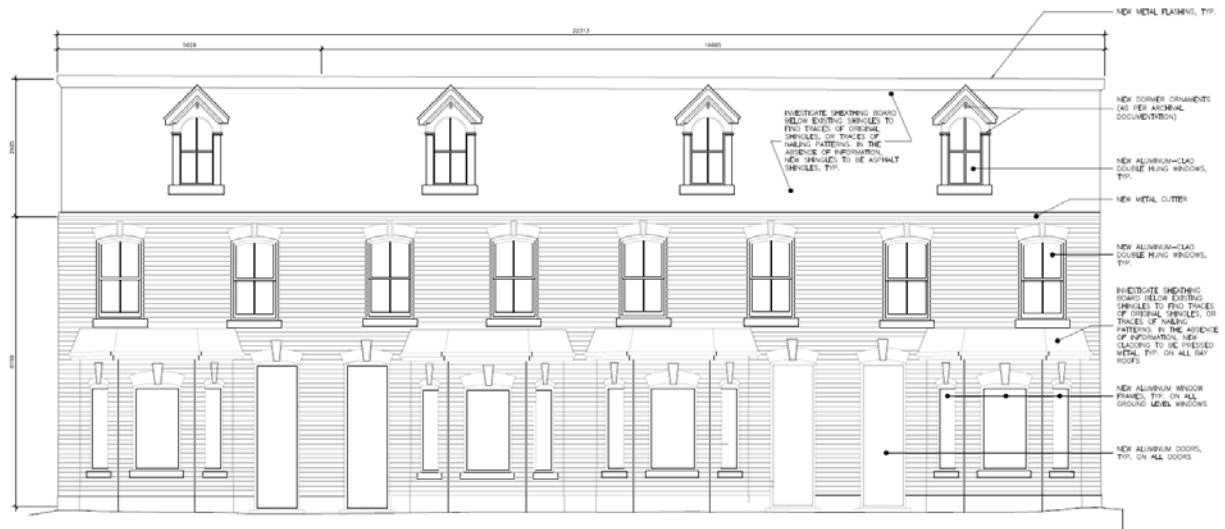 NEW METAL FLASHING, TYP.
22313
5628
16685
NEW DORMER ORNAMENTS
(AS PER ARCHIVAL
DOCUMENTATION)
INVESTIGATE SHEATHING BOARD
BELOW EXISTING SHINGLES TO
FIND TRACES OF ORIGINAL
SHINGLES, OR TRACES OF
NAILING PATTERNS. IN THE
ABSENCE OF INFORMATION,
NEW SHINGLES TO BE ASPHALT
SHINGLES, TYP.
NEW ALUMINUM-CLAD
DOUBLE HUNG WINDOWS,
TYP.
NEW METAL GUTTER
NEW ALUMINUM-CLAD
DOUBLE HUNG WINDOWS,
TYP.
INVESTIGATE SHEATHING
BOARD BELOW EXISTING
SHINGLES TO FIND TRACES
OF ORIGINAL SHINGLES, OR
TRACES OF NAILING
PATTERNS. IN THE ABSENCE
OF INFORMATION, NEW
CLADDING TO BE PRESSED
METAL, TYP. ON ALL BAY
ROOFS
NEW ALUMINUM WINDOW
FRAMES, TYP. ON ALL
GROUND LEVEL WINDOWS
NEW ALUMINUM DOORS,
TYP. ON ALL DOORS